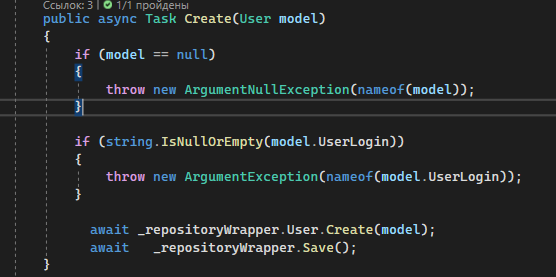 Ссылок: 3 | 1/1 пройдены
public async Task Create(User model)
{
if (model == null)
{
throw new ArgumentNullException(nameof(model));
}
if (string.IsNullOrEmpty(model.UserLogin))
{
throw new ArgumentException(nameof(model.UserLogin));
}
await _repositoryWrapper.User.Create(model);
await _repositoryWrapper.Save();
}